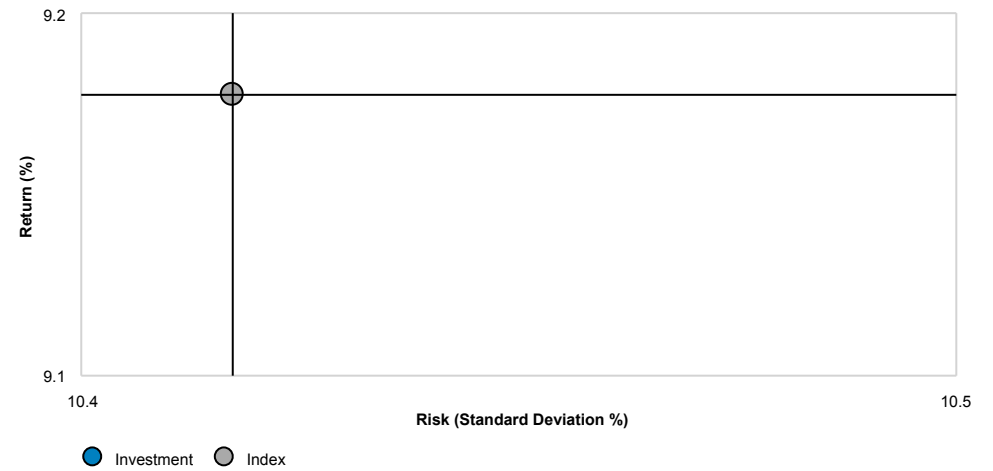 9.2
Return (%)
9.1
10.4
10.5
Risk (Standard Deviation %)
Investment
Index